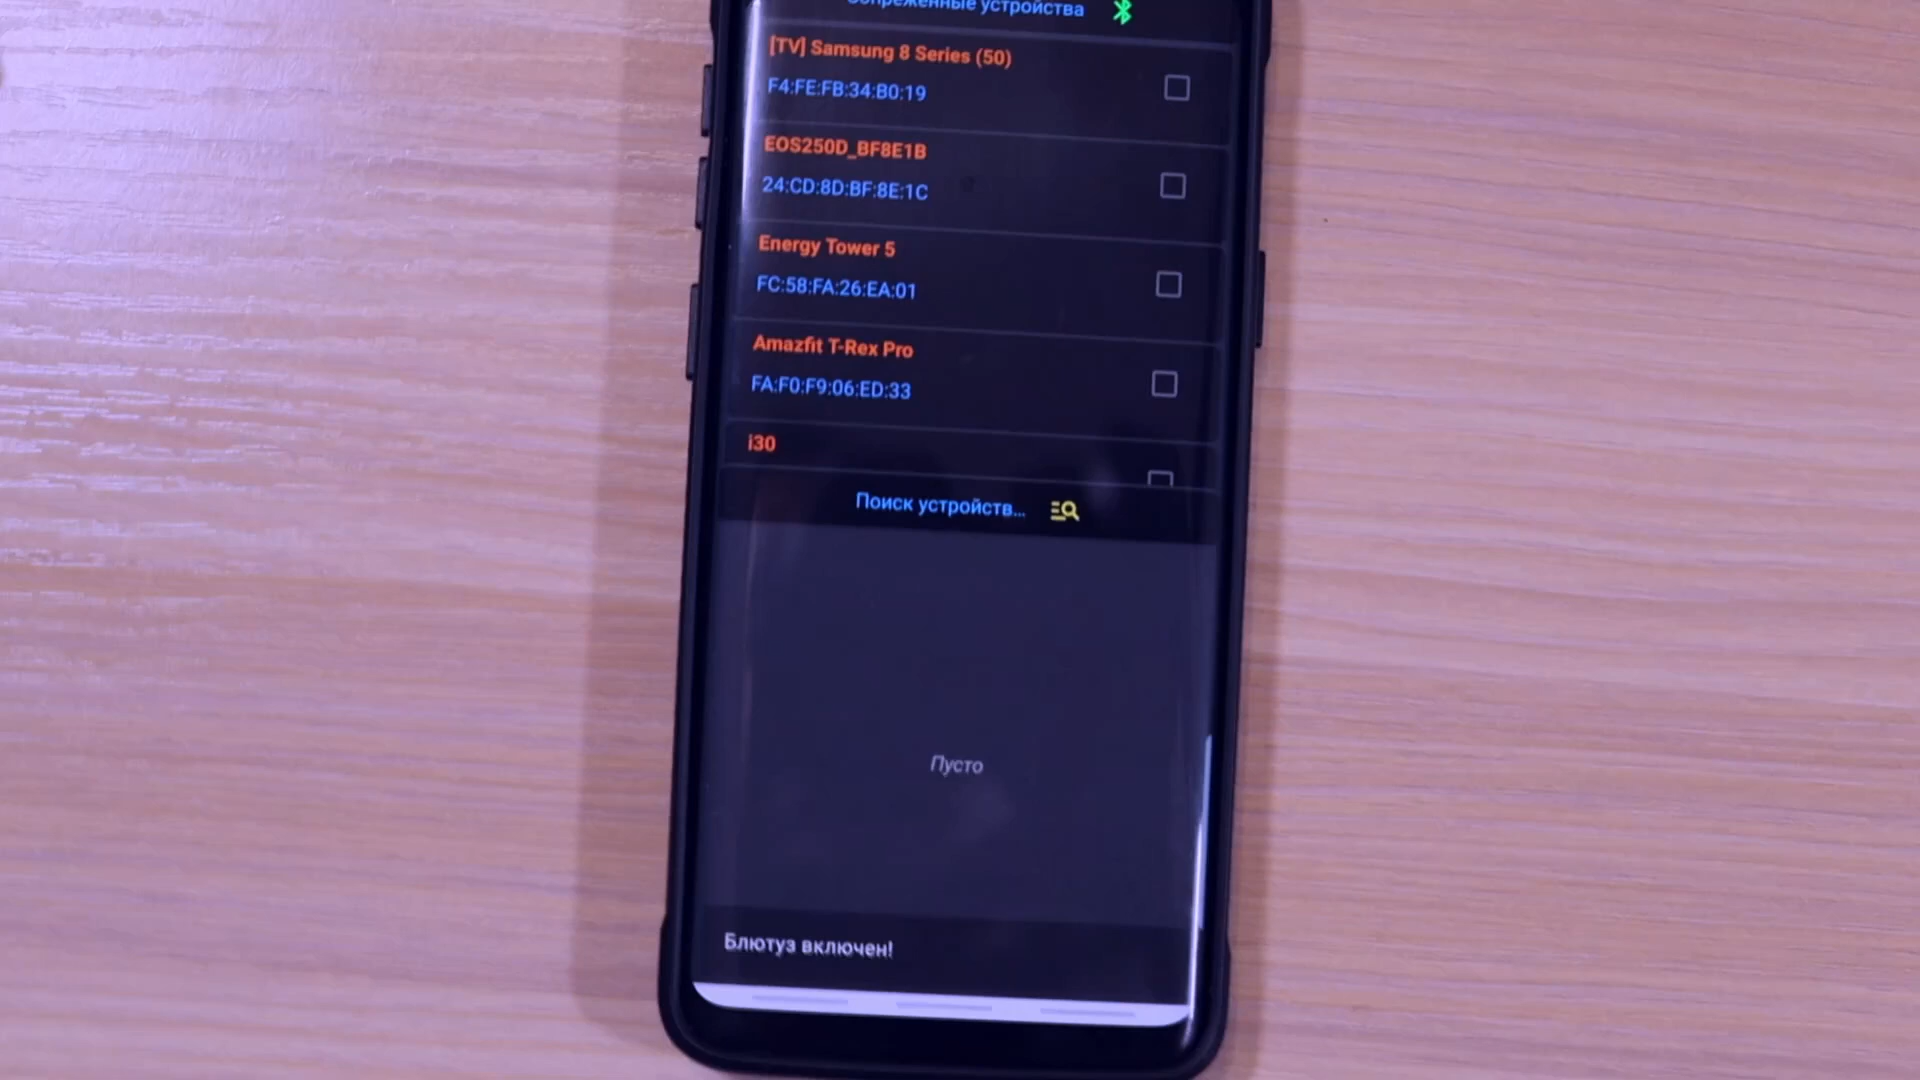 Сопряженные устройства
[TV] Samsung 8 Series (50)
F4:FE:FB:34:B0:19
EOS250D_BF8E1B
24:CD:8D:BF:8E:1C
Energy Tower 5
FC:58:FA:26:EA:01
Amazfit T-Rex Pro
FA:F0:F9:06:ED:33
i30
Поиск устройств...
Пусто
Блютуз включен!